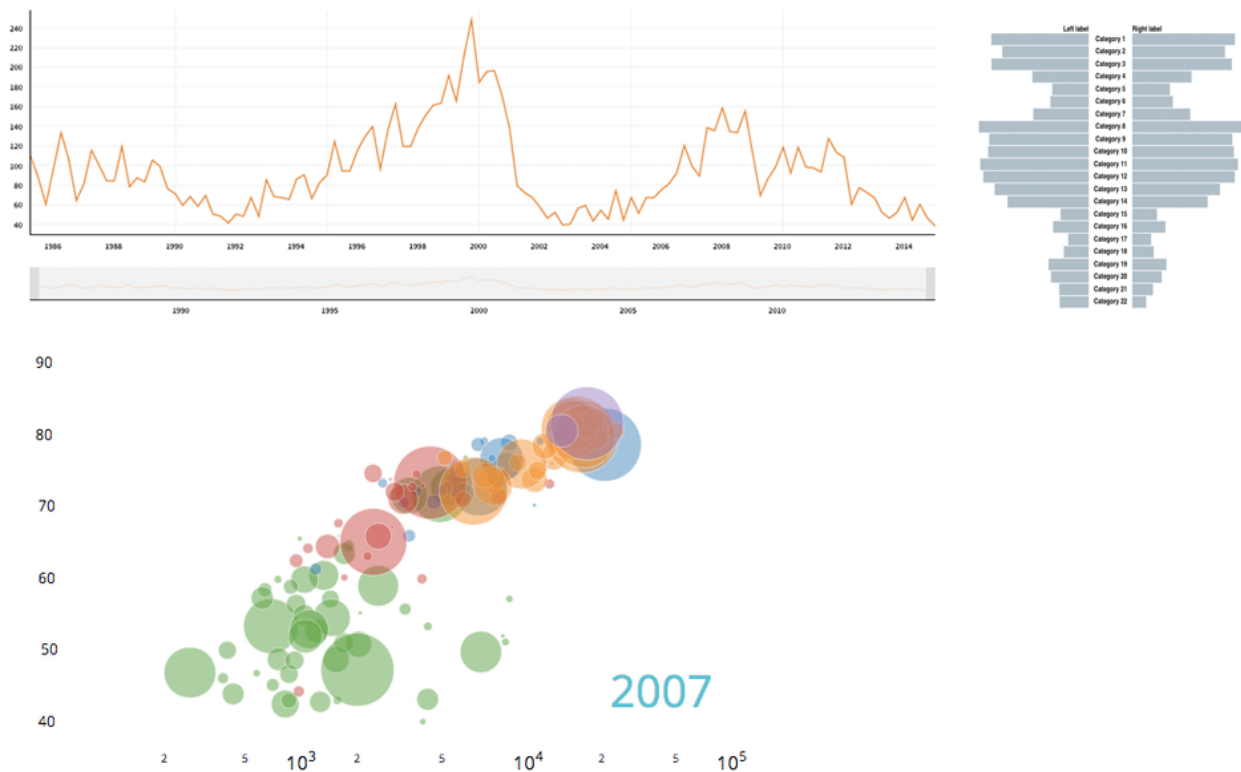 240
220
200
180
160
140
120
100
80
60
40
1986 1988 1990 1992 1994 1996 1998 2000 2002 2004 2006 2008 2010 2012 2014
1990 1995 2000 2005 2010
Left label Right label
Category 1
Category 2
Category 3
Category 4
Category 5
Category 6
Category 7
Category 8
Category 9
Category 10
Category 11
Category 12
Category 13
Category 14
Category 15
Category 16
Category 17
Category 18
Category 19
Category 20
Category 21
Category 22
90
80
70
60
50
40
2007
2 5 10³ 2 5 10⁴ 2 5 10⁵